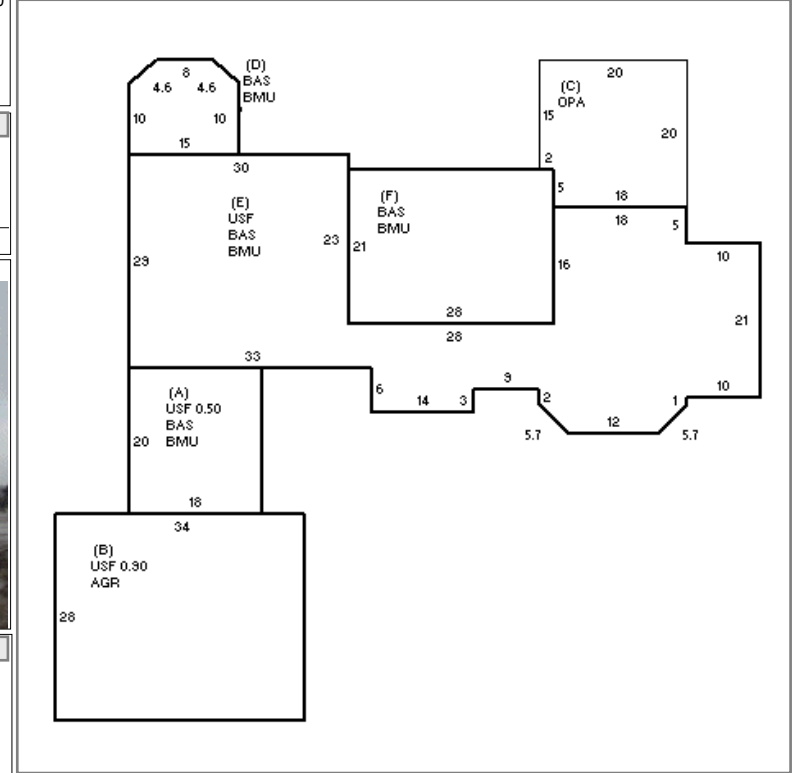 8
(D)
BAS
BMU
4.6 4.6
10 10
15
20
(C)
OPA
15
20
2
5
18
30
(E)
USF
BAS
BMU
23
21
(F)
BAS
BMU
18
5
10
29
16
28
28
21
33
6
14
3
9
2
12
1
10
5.7
5.7
(A)
USF 0.50
BAS
BMU
20
18
34
(B)
USF 0.90
AGR
28